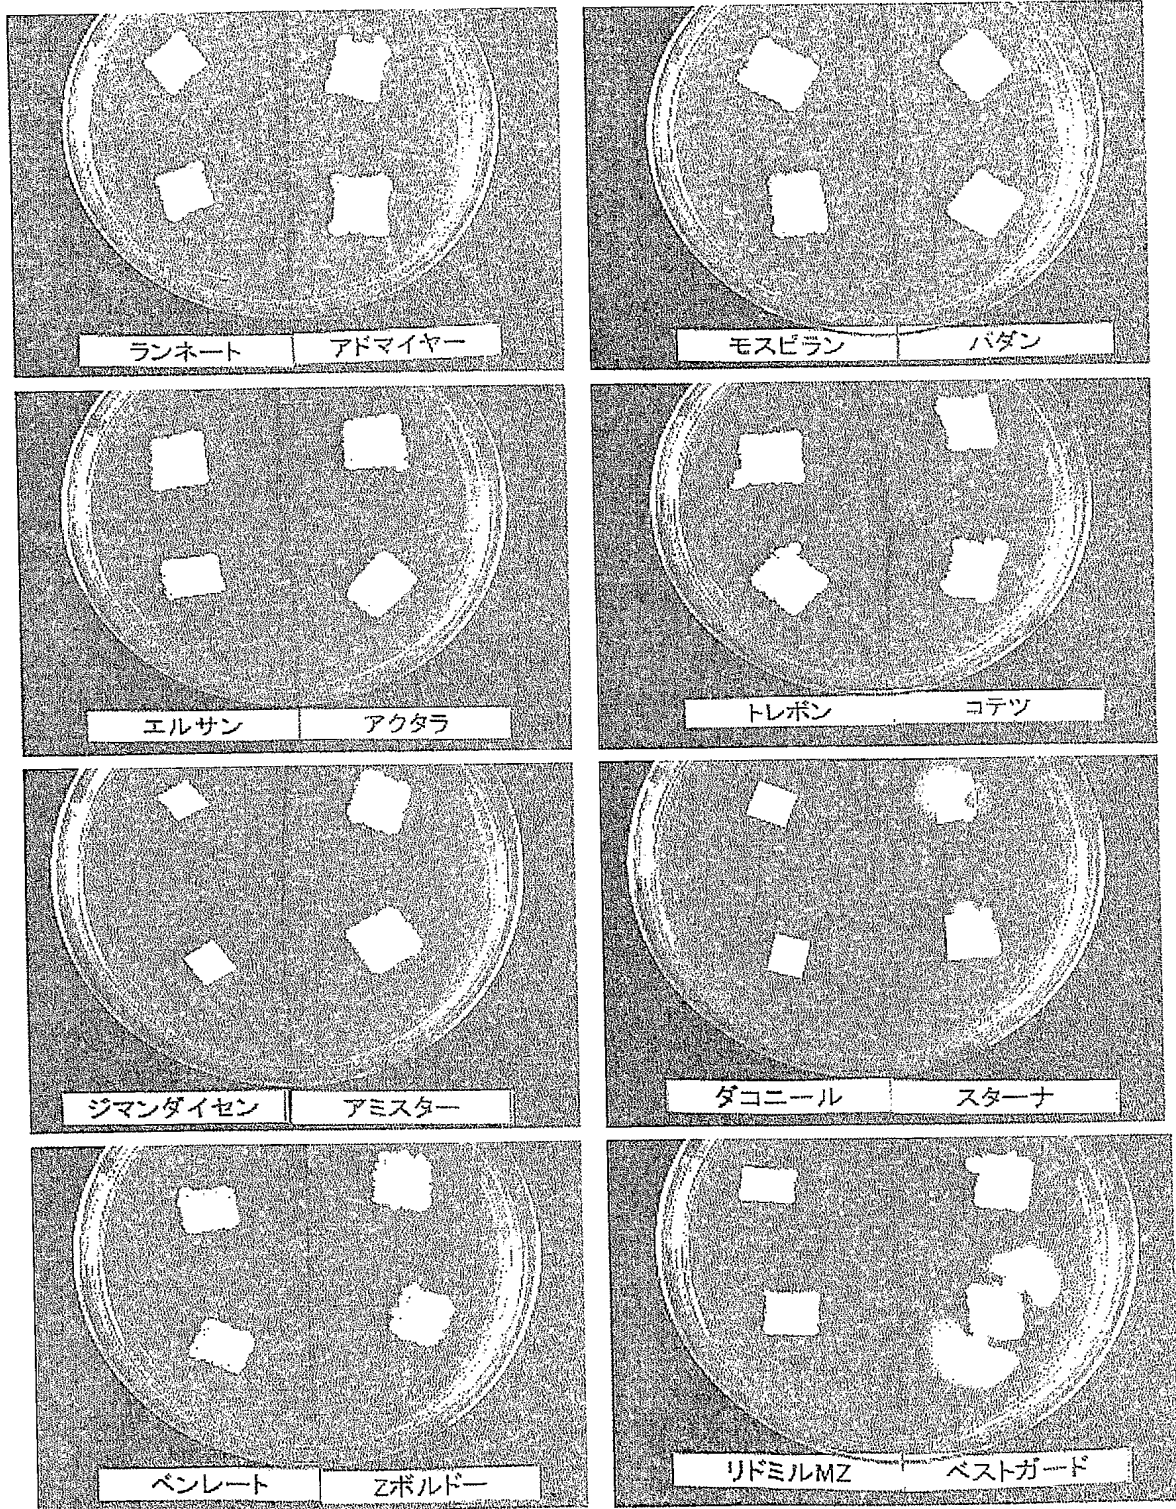 ランネート アドマイヤー
モスピラン パダン
エルサン アクタラ
トレボン コテツ
ジマンダイセン アミスター
ダコニール スターナ
ベンレート Zボルドー
リドミルMZ ベストガード